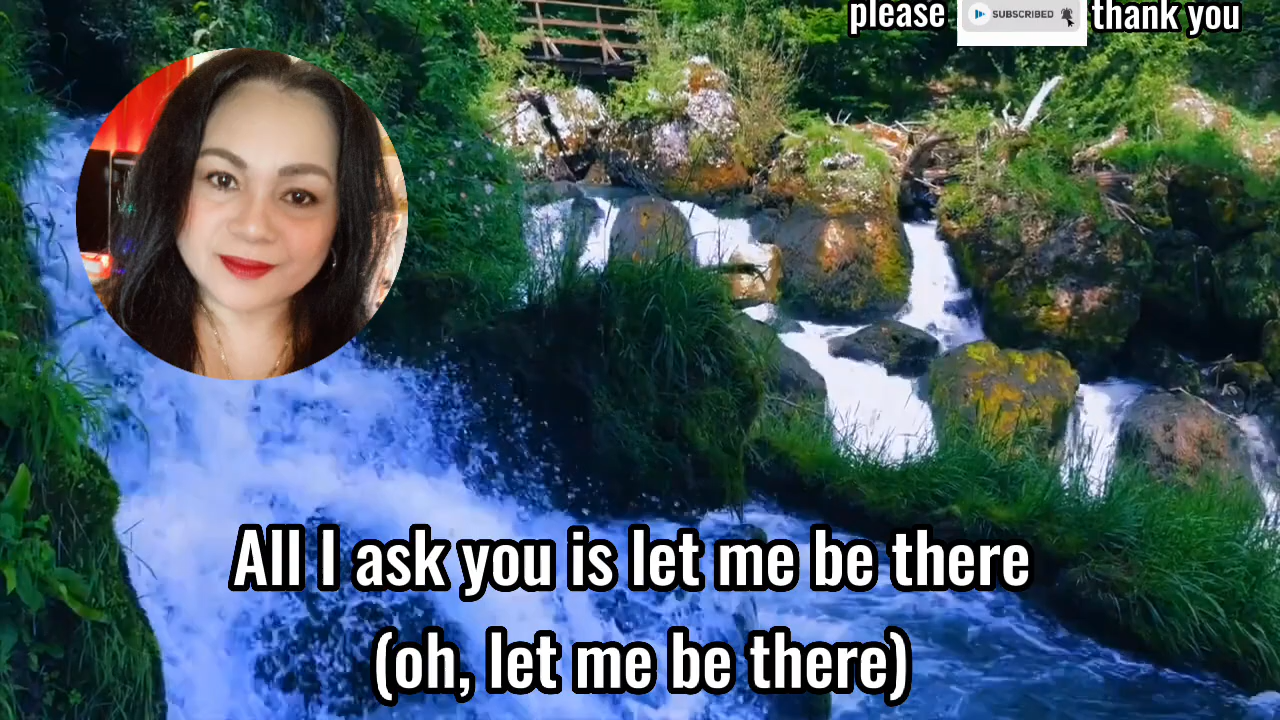 please SUBSCRIBED thank you
All I ask you is let me be there
(oh, let me be there)